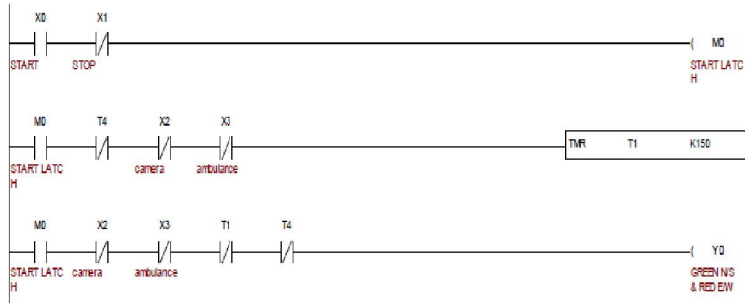 X0 X1
( M0
START STOP START LATC
H
M0 T4 X2 X3
TMR T1 K150
START LATC camera ambulance
H
M0 X2 X3 T1 T4
( Y0
START LATC camera ambulance GREEN N/S
H & RED E/W